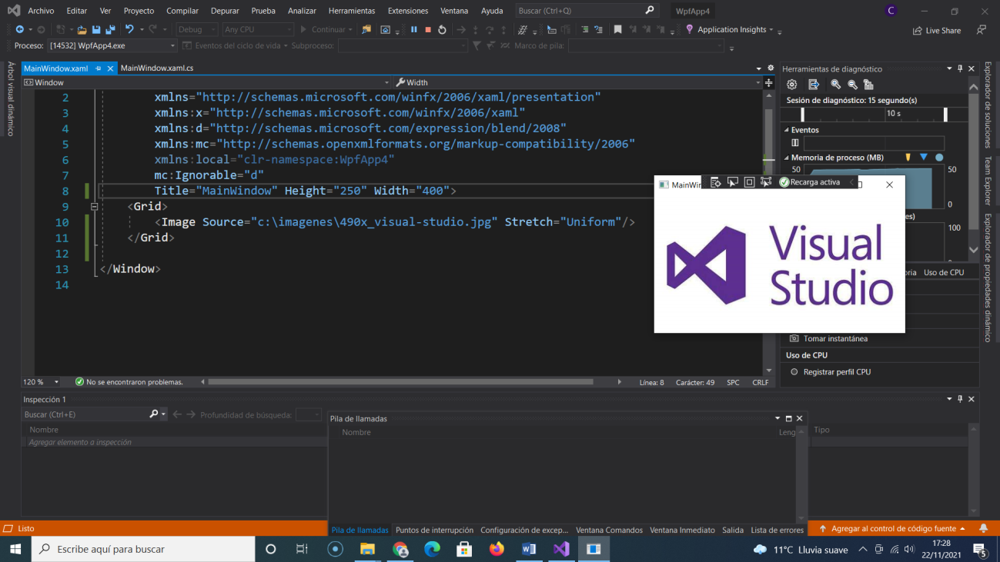 Archivo Editar Ver Proyecto Compilar Depurar Prueba Analizar Herramientas Extensiones Ventana Ayuda Buscar (Ctrl+Q) WpfApp4 C
Debug Any CPU Continuar Application Insights Live Share
Proceso: [14532] WpfApp4.exe Eventos del ciclo de vida Subproceso: Marco de pila:
Árbol visual dinámico
MainWindow.xaml MainWindow.xaml.cs
Window Width
2 xmlns="http://schemas.microsoft.com/winfx/2006/xaml/presentation"
3 xmlns:x="http://schemas.microsoft.com/winfx/2006/xaml"
4 xmlns:d="http://schemas.microsoft.com/expression/blend/2008"
5 xmlns:mc="http://schemas.openxmlformats.org/markup-compatibility/2006"
6 xmlns:local="clr-namespace:WpfApp4"
7 mc:Ignorable="d"
8 Title="MainWindow" Height="250" Width="400">
9 <Grid>
10 <Image Source="c:\imagenes\490x_visual-studio.jpg" Stretch="Uniform"/>
11 </Grid>
12
13 </Window>
14
120 % No se encontraron problemas. Línea: 8 Carácter: 49 SPC CRLF
Herramientas de diagnóstico
Sesión de diagnóstico: 15 segundo(s)
10 s
Eventos
Memoria de proceso (MB)
50 50
0
100
Uso de CPU
Tomar instantánea
Uso de CPU
Registrar perfil CPU
MainWin Recarga activa
Visual
Studio
Explorador de soluciones
Team Explorer
Explorador de propiedades dinámico
Inspección 1
Buscar (Ctrl+E) Profundidad de búsqueda:
Nombre Tipo
Agregar elemento a inspección
Pila de llamadas
Nombre Leng
Pila de llamadas Puntos de interrupción Configuración de excep... Ventana Comandos Ventana Inmediato Salida Lista de errores
Listo Agregar al control de código fuente
Escribe aquí para buscar 11°C Lluvia suave 17:28
22/11/2021 5